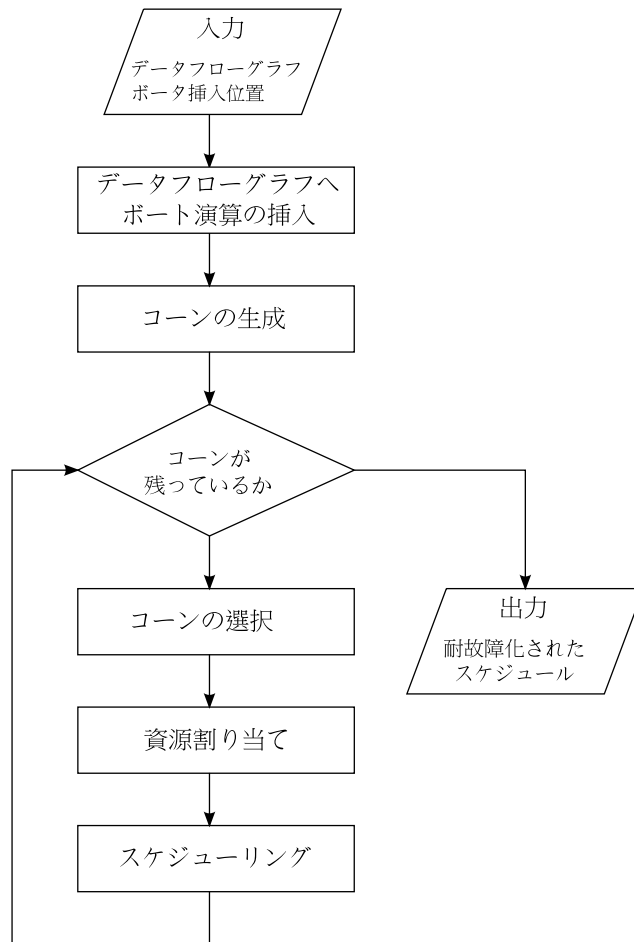 入力
データフローグラフ
ボータ挿入位置
データフローグラフへ
ボート演算の挿入
コーンの生成
コーンが
残っているか
コーンの選択
資源割り当て
スケジューリング
出力
耐故障化された
スケジュール